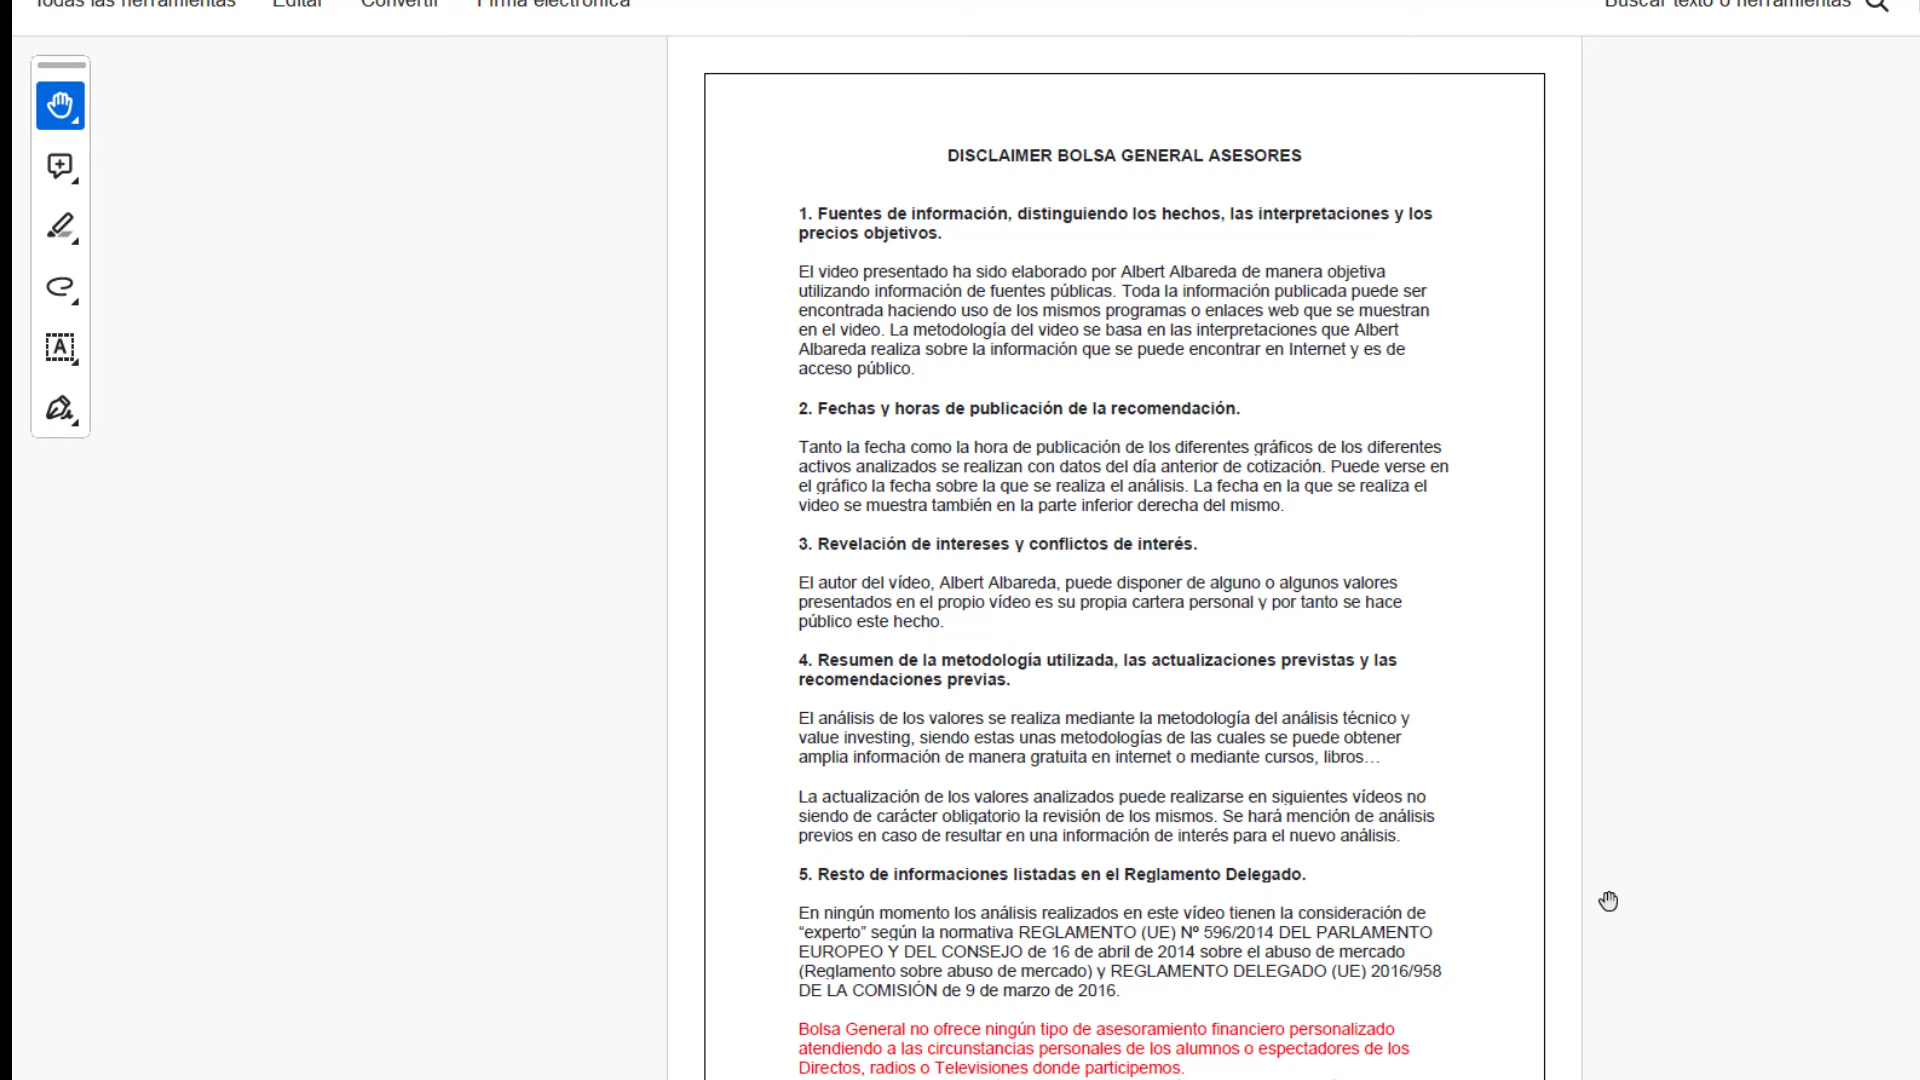 Todas las herramientas Editar Convertir Firma electrónica Buscar texto o herramientas
DISCLAIMER BOLSA GENERAL ASESORES
1. Fuentes de información, distinguiendo los hechos, las interpretaciones y los
precios objetivos.
El video presentado ha sido elaborado por Albert Albareda de manera objetiva
utilizando información de fuentes públicas. Toda la información publicada puede ser
encontrada haciendo uso de los mismos programas o enlaces web que se muestran
en el video. La metodología del video se basa en las interpretaciones que Albert
Albareda realiza sobre la información que se puede encontrar en Internet y es de
acceso público.
2. Fechas y horas de publicación de la recomendación.
Tanto la fecha como la hora de publicación de los diferentes gráficos de los diferentes
activos analizados se realizan con datos del día anterior de cotización. Puede verse en
el gráfico la fecha sobre la que se realiza el análisis. La fecha en la que se realiza el
video se muestra también en la parte inferior derecha del mismo.
3. Revelación de intereses y conflictos de interés.
El autor del vídeo, Albert Albareda, puede disponer de alguno o algunos valores
presentados en el propio vídeo es su propia cartera personal y por tanto se hace
público este hecho.
4. Resumen de la metodología utilizada, las actualizaciones previstas y las
recomendaciones previas.
El análisis de los valores se realiza mediante la metodología del análisis técnico y
value investing, siendo estas unas metodologías de las cuales se puede obtener
amplia información de manera gratuita en internet o mediante cursos, libros…
La actualización de los valores analizados puede realizarse en siguientes vídeos no
siendo de carácter obligatorio la revisión de los mismos. Se hará mención de análisis
previos en caso de resultar en una información de interés para el nuevo análisis.
5. Resto de informaciones listadas en el Reglamento Delegado.
En ningún momento los análisis realizados en este vídeo tienen la consideración de
“experto” según la normativa REGLAMENTO (UE) Nº 596/2014 DEL PARLAMENTO
EUROPEO Y DEL CONSEJO de 16 de abril de 2014 sobre el abuso de mercado
(Reglamento sobre abuso de mercado) y REGLAMENTO DELEGADO (UE) 2016/958
DE LA COMISIÓN de 9 de marzo de 2016.
Bolsa General no ofrece ningún tipo de asesoramiento financiero personalizado
atendiendo a las circunstancias personales de los alumnos o espectadores de los
Directos, radios o Televisiones donde participemos.